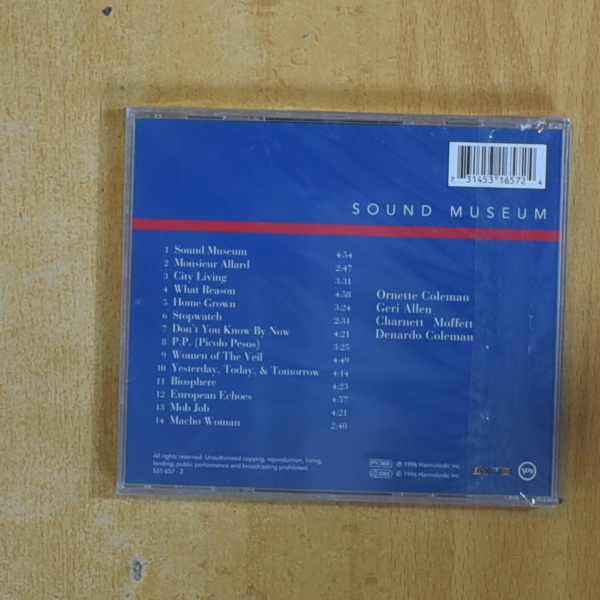 7 31453 16572 4
SOUND MUSEUM
1 Sound Museum 4:54
2 Monsieur Allard 2:47
3 City Living 3:31
4 What Reason 4:58
5 Home Grown 3:24
6 Stopwatch 2:31
7 Don't You Know By Now 4:21
8 P.P. (Picolo Pesos) 3:25
9 Women of The Veil 4:49
10 Yesterday, Today, & Tomorrow 4:14
11 Biosphere 4:23
12 European Echoes 4:57
13 Mob Job 4:21
14 Macho Woman 2:40
Ornette Coleman
Geri Allen
Charnett Moffett
Denardo Coleman
All rights reserved. Unauthorized copying, reproduction, hiring,
lending, public performance and broadcasting prohibited.
531 657 - 2
PY 900 ℗ 1996 Harmolodic Inc.
© 1996 Harmolodic Inc.